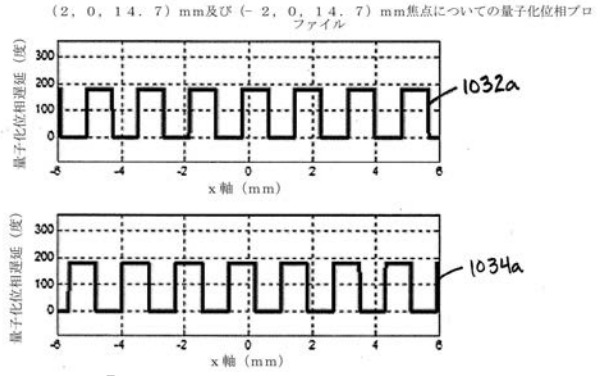 (2, 0, 14. 7) mm及び(-2, 0, 14. 7) mm焦点についての量子化位相プロ
ファイル
量子化位相遅延 (度)
300
200
100
0
-6 -4 -2 0 2 4 6
x 軸 (mm)
1032a
量子化位相遅延 (度)
300
200
100
0
-6 -4 -2 0 2 4 6
x 軸 (mm)
1034a